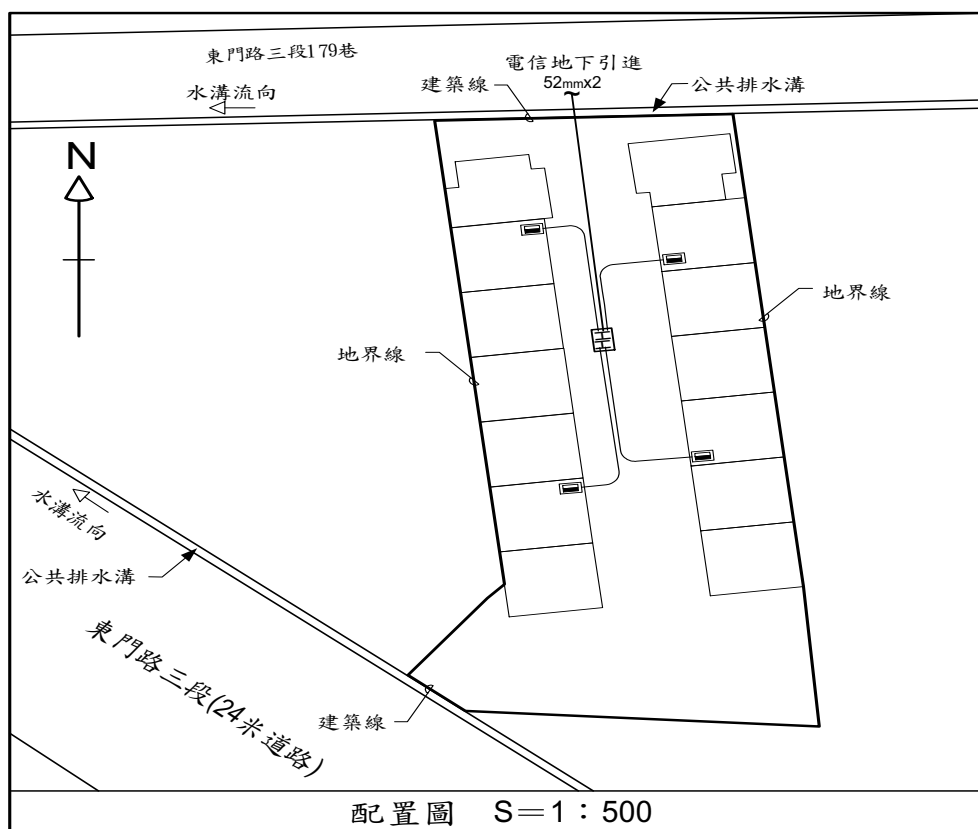 東門路三段179巷
電信地下引進
52mmx2
水溝流向
建築線
公共排水溝
N
地界線
地界線
水溝流向
公共排水溝
東門路三段(24米道路)
建築線
配置圖 S＝1：500